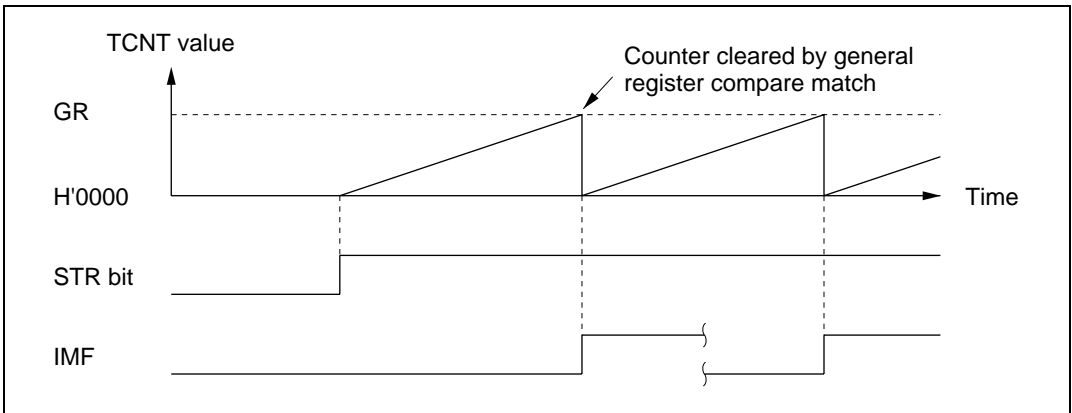 TCNT value
Counter cleared by general
register compare match
GR
H'0000
Time
STR bit
IMF